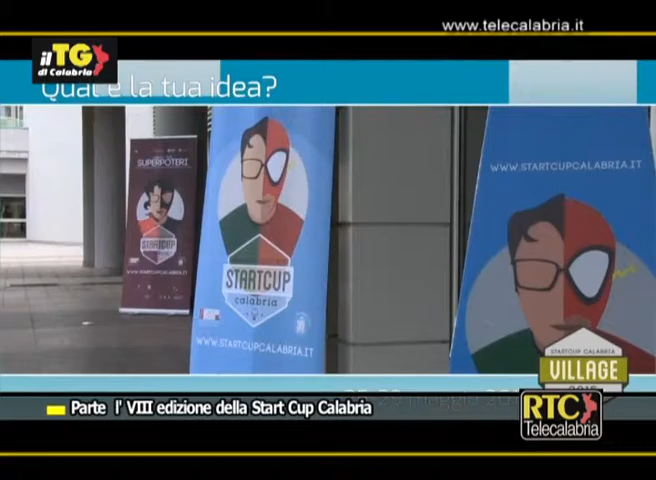 www.telecalabria.it
il TG
di Calabria
Qual è la tua idea?
SUPERPOTERI
STARTCUP
WWW.STARTCUPCALABRIA.IT
STARTCUP
calabria
WWW.STARTCUPCALABRIA.IT
WWW.STARTCUPCALABRIA.IT
STARTCUP CALABRIA
VILLAGE
2015
Parte l' VIII edizione della Start Cup Calabria
RTC
Telecalabria